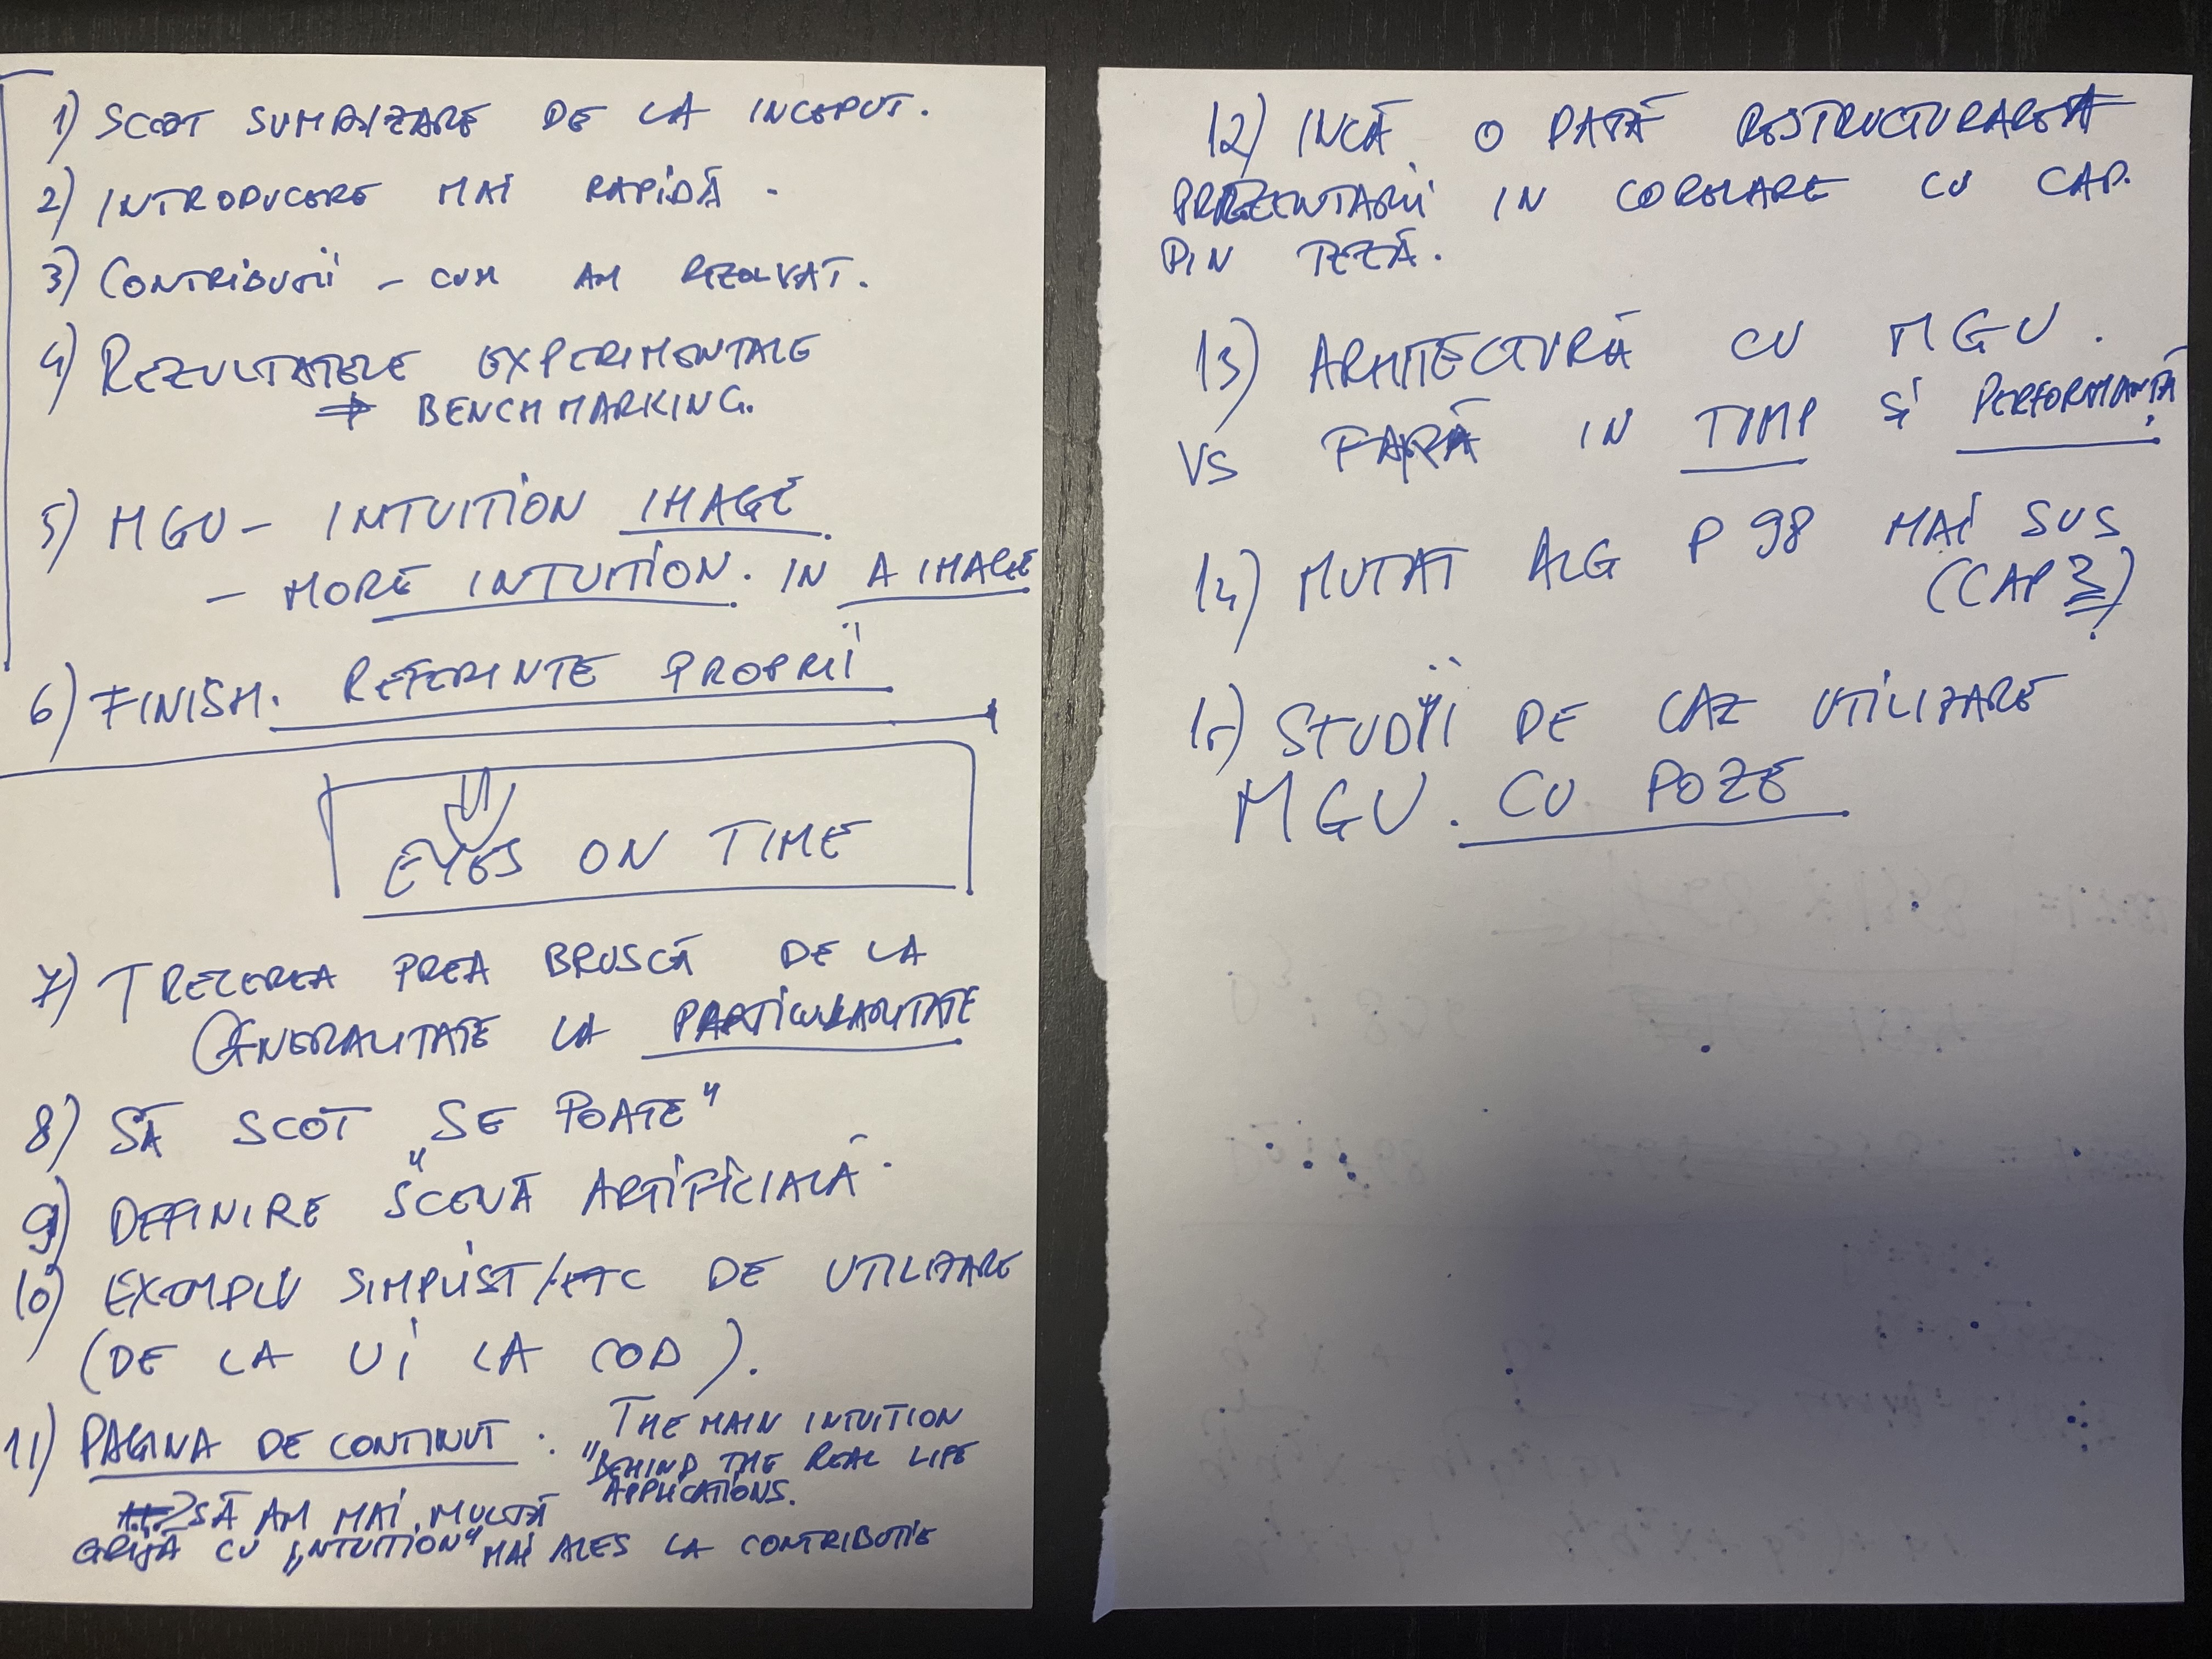 1) SCOT SUMARIZARE DE LA INCEPUT.
2) INTRODUCERE MAI RAPIDĂ.
3) CONTRIBUTII - CUM AM REZOLVAT.
4) REZULTATELE EXPERIMENTALE
⇒ BENCHMARKING.
5) MGU - INTUITION IMAGE.
- MORE INTUITION. IN A IMAGE
6) FINISH. REFERINTE PROPRII
EYES ON TIME
7) TRECEREA PREA BRUSCĂ DE LA
GENERALITATE LA PARTICULARITATE
8) SĂ SCOT „SE POATE"
9) DEFINIRE "SCENĂ ARTIFICIALĂ.
10) EXEMPLU SIMPLIST/ETC DE UTILIZARE
(DE LA UI LA COD).
11) PAGINA DE CONTINUT : THE MAIN INTUITION
"BEHIND THE REAL LIFE
APPLICATIONS.
SĂ AM MAI MULTĂ
GRIJĂ CU „INTUITION" MAI ALES LA CONTRIBUTIE
12) INCĂ O DATĂ RESTRUCTURAREA
PREZENTARII IN CORELARE CU CAP.
DIN TEZĂ.
13) ARHITECTURĂ CU MGU.
VS FARĂ IN TIMP ȘI PERFORMANȚĂ
14) MUTAT ALG P 98 MAI SUS
(CAP 3)
15) STUDII DE CAZ UTILIZARE
MGU. CU POZE